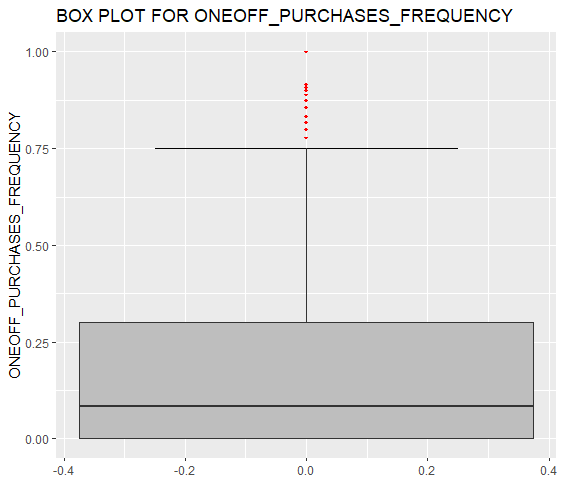 BOX PLOT FOR ONEOFF_PURCHASES_FREQUENCY
ONEOFF_PURCHASES_FREQUENCY
1.00
0.75
0.50
0.25
0.00
-0.4 -0.2 0.0 0.2 0.4